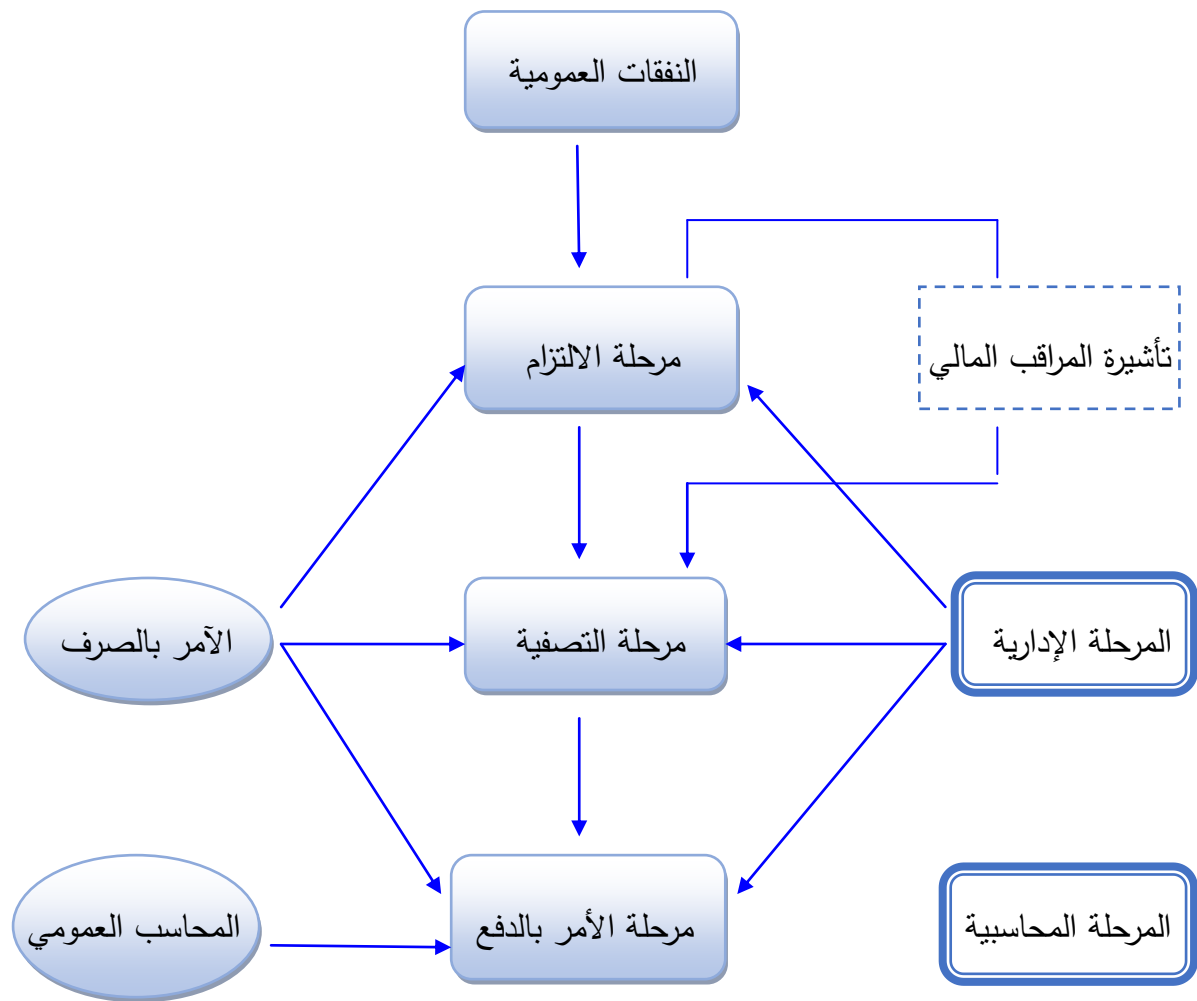 النفقات العمومية
مرحلة الالتزام
تأشيرة المراقب المالي
المرحلة الإدارية
مرحلة التصفية
الآمر بالصرف
المرحلة المحاسبية
مرحلة الأمر بالدفع
المحاسب العمومي